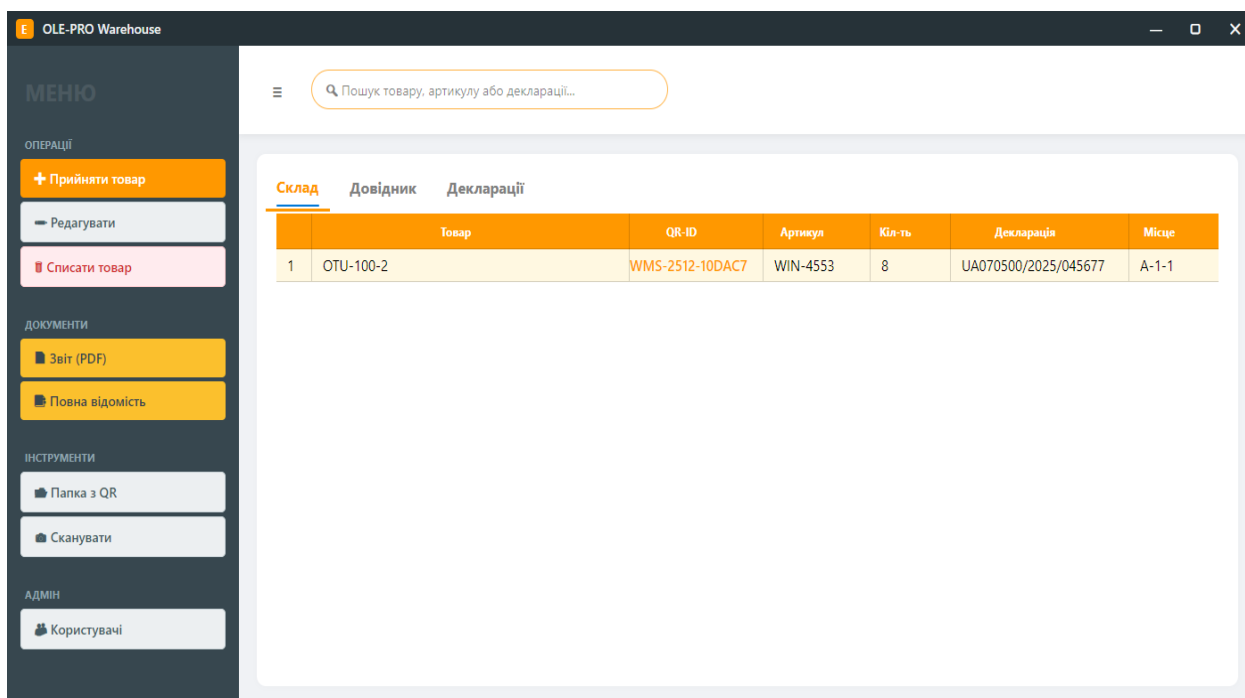 E OLE-PRO Warehouse
МЕНЮ
ОПЕРАЦІЇ
Прийняти товар
Редагувати
Списати товар
ДОКУМЕНТИ
Звіт (PDF)
Повна відомість
ІНСТРУМЕНТИ
Папка з QR
Сканувати
АДМІН
Користувачі
Пошук товару, артикулу або декларації...
Склад Довідник Декларації
Товар QR-ID Артикул Кіл-ть Декларація Місце
1 OTU-100-2 WMS-2512-10DAC7 WIN-4553 8 UA070500/2025/045677 A-1-1